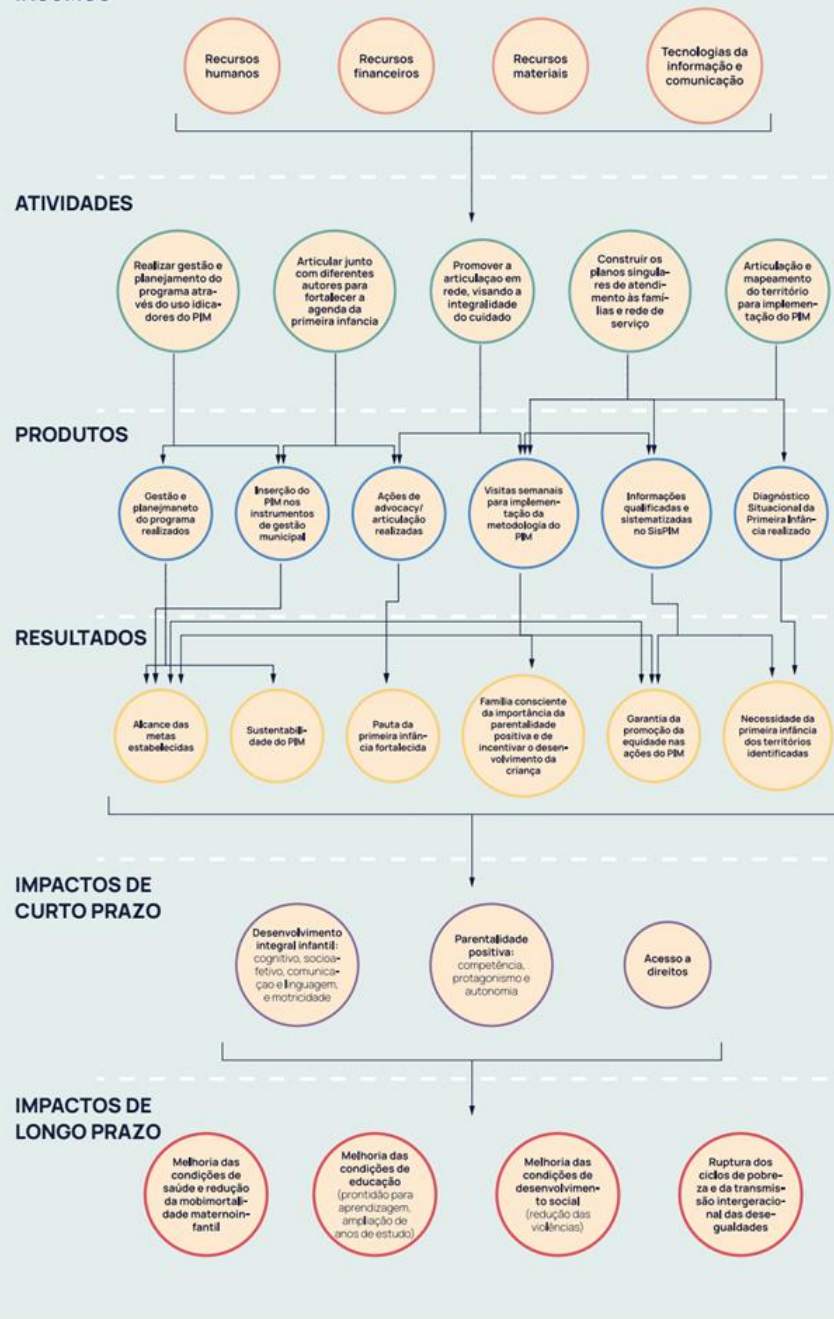 INSUMOS
Recursos
humanos
Recursos
financeiros
Recursos
materiais
Tecnologias da
informação e
comunicação
ATIVIDADES
Realizar gestão e
planejamento do
programa atra-
vés do uso idica-
dores do PIM
Articular junto
com diferentes
autores para
fortalecer a
agenda da
primeira infancia
Promover a
articulaçao em
rede, visando a
integralidade
do cuidado
Construir os
planos singula-
res de atendi-
mento às famí-
lias e rede de
serviço
Articulação e
mapeamento
do território
para implemen-
tação do PIM
PRODUTOS
Gestão e
planejmaneto
do programa
realizados
Inserção do
PIM nos
instrumentos
de gestão
municipal
Ações de
advocacy/
articulação
realizadas
Visitas semanais
para implemen-
tação da
metodologia do
PIM
Informações
qualificadas e
sistematizadas
no SisPIM
Diagnóstico
Situacional da
Primeira Infân-
cia realizado
RESULTADOS
Alcance das
metas
estabelecidas
Sustentabili-
dade do PIM
Pauta da
primeira infân-
cia fortalecida
Família consciente
da importância da
parentalidade
positiva e de
incentivar o desen-
volvimento da
criança
Garantia da
promoção da
equidade nas
ações do PIM
Necessidade da
primeira infância
dos territórios
identificadas
IMPACTOS DE
CURTO PRAZO
Desenvolvimento
integral infantil:
cognitivo, socioa-
fetivo, comunica-
çao e linguagem,
e motricidade
Parentalidade
positiva:
competência,
protagonismo e
autonomia
Acesso a
direitos
IMPACTOS DE
LONGO PRAZO
Melhoria das
condições de
saúde e redução
da mobimortali-
dade maternoin-
fantil
Melhoria das
condições de
educação
(prontidão para
aprendizagem,
ampliação de
anos de estudo)
Melhoria das
condições de
desenvolvimen-
to social
(redução das
violências)
Ruptura dos
ciclos de pobre-
za e da transmis-
são intergeracio-
nal das desi-
gualdades